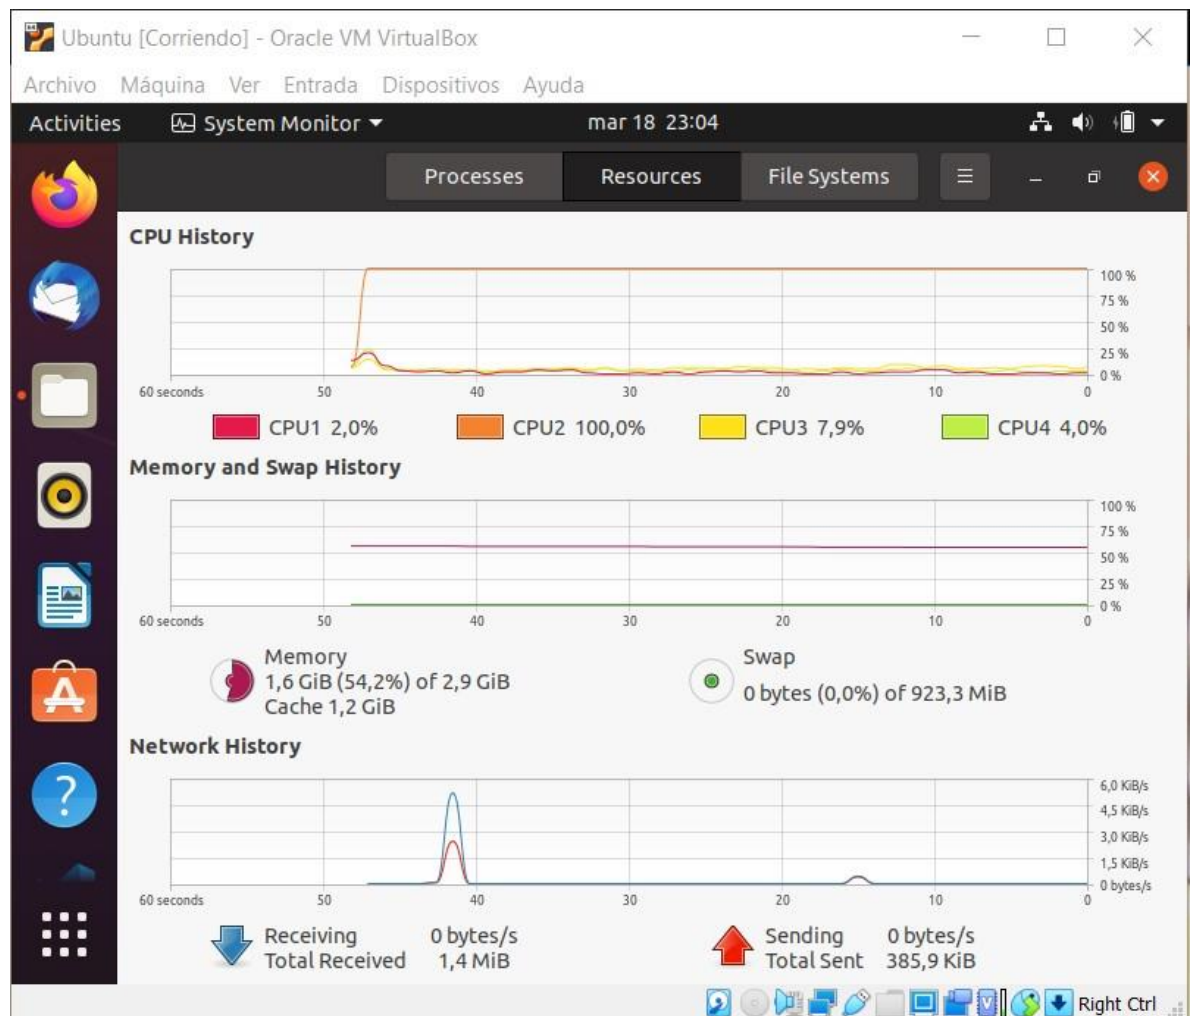 Ubuntu [Corriendo] - Oracle VM VirtualBox
Archivo Máquina Ver Entrada Dispositivos Ayuda
Activities System Monitor mar 18 23:04
Processes Resources File Systems
CPU History
100 %
75 %
50 %
25 %
0 %
60 seconds 50 40 30 20 10 0
CPU1 2,0% CPU2 100,0% CPU3 7,9% CPU4 4,0%
Memory and Swap History
100 %
75 %
50 %
25 %
0 %
60 seconds 50 40 30 20 10 0
Memory
1,6 GiB (54,2%) of 2,9 GiB
Cache 1,2 GiB
Swap
0 bytes (0,0%) of 923,3 MiB
Network History
6,0 KiB/s
4,5 KiB/s
3,0 KiB/s
1,5 KiB/s
0 bytes/s
60 seconds 50 40 30 20 10 0
Receiving 0 bytes/s
Total Received 1,4 MiB
Sending 0 bytes/s
Total Sent 385,9 KiB
Right Ctrl